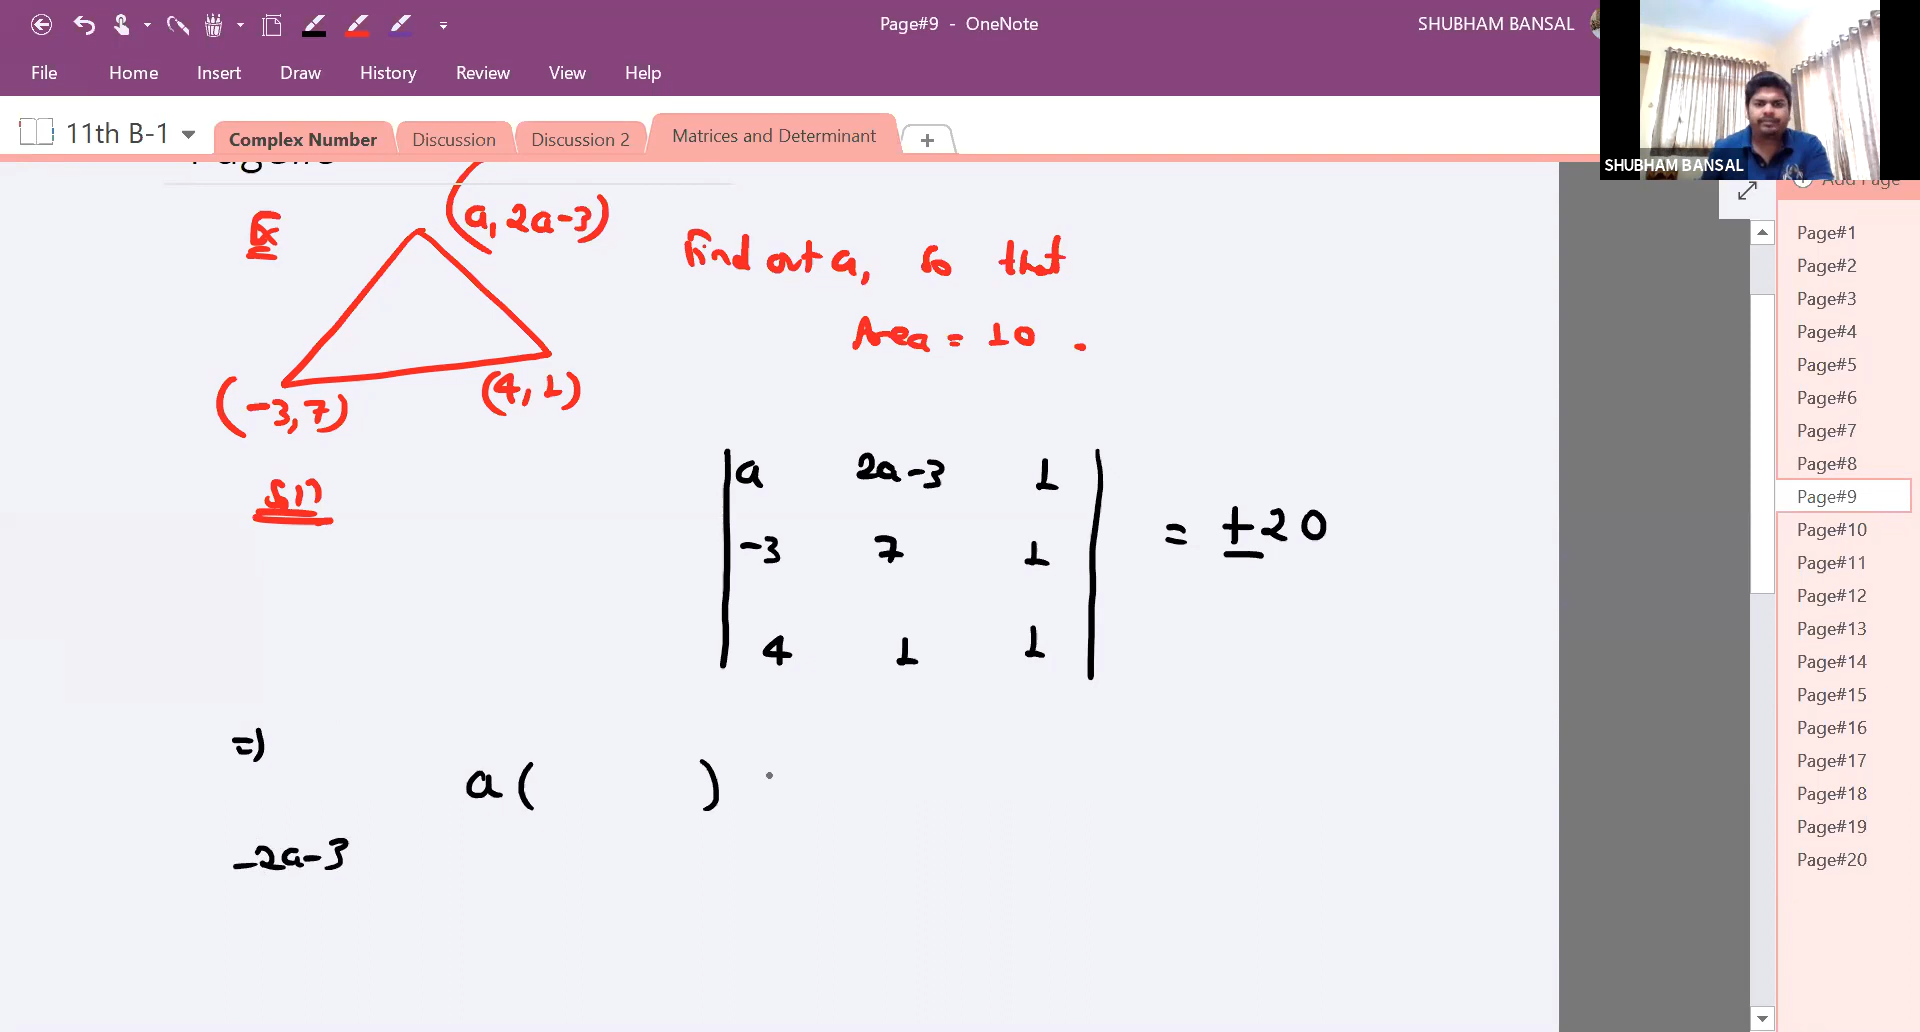 Page#9 - OneNote
SHUBHAM BANSAL
File Home Insert Draw History Review View Help
11th B-1
Complex Number
Discussion
Discussion 2
Matrices and Determinant
+
SHUBHAM BANSAL
Add Page
Page#1
Page#2
Page#3
Page#4
Page#5
Page#6
Page#7
Page#8
Page#9
Page#10
Page#11
Page#12
Page#13
Page#14
Page#15
Page#16
Page#17
Page#18
Page#19
Page#20
Ex
(a, 2a-3)
(-3, 7)
(4, 1)
Find out a, so that
Area = 10 .
Sol?
a 2a-3 1
-3 7 1
4 1 1
= ±20
=)
a ( )
-2a-3